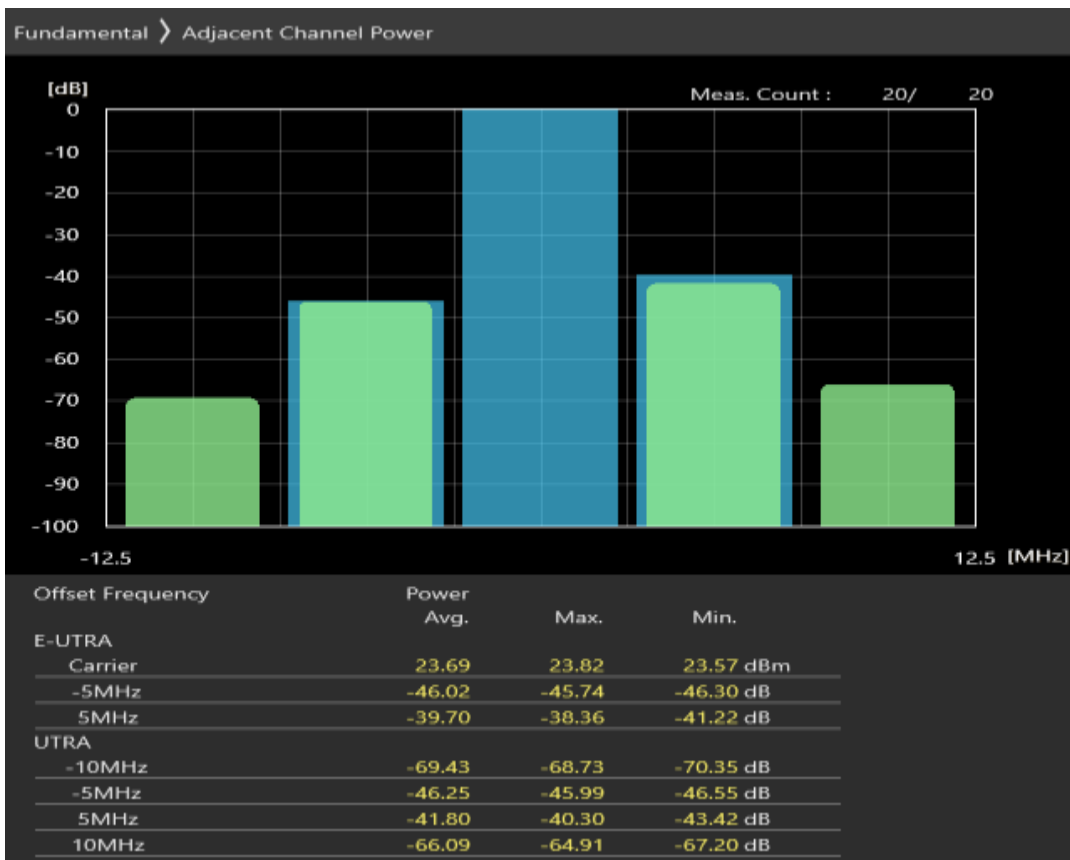 Fundamental ❯ Adjacent Channel Power
[dB]
Meas. Count : 20/ 20
0
-10
-20
-30
-40
-50
-60
-70
-80
-90
-100
-12.5 12.5 [MHz]
Offset Frequency Power
Avg. Max. Min.
E-UTRA
Carrier 23.69 23.82 23.57 dBm
-5MHz -46.02 -45.74 -46.30 dB
5MHz -39.70 -38.36 -41.22 dB
UTRA
-10MHz -69.43 -68.73 -70.35 dB
-5MHz -46.25 -45.99 -46.55 dB
5MHz -41.80 -40.30 -43.42 dB
10MHz -66.09 -64.91 -67.20 dB